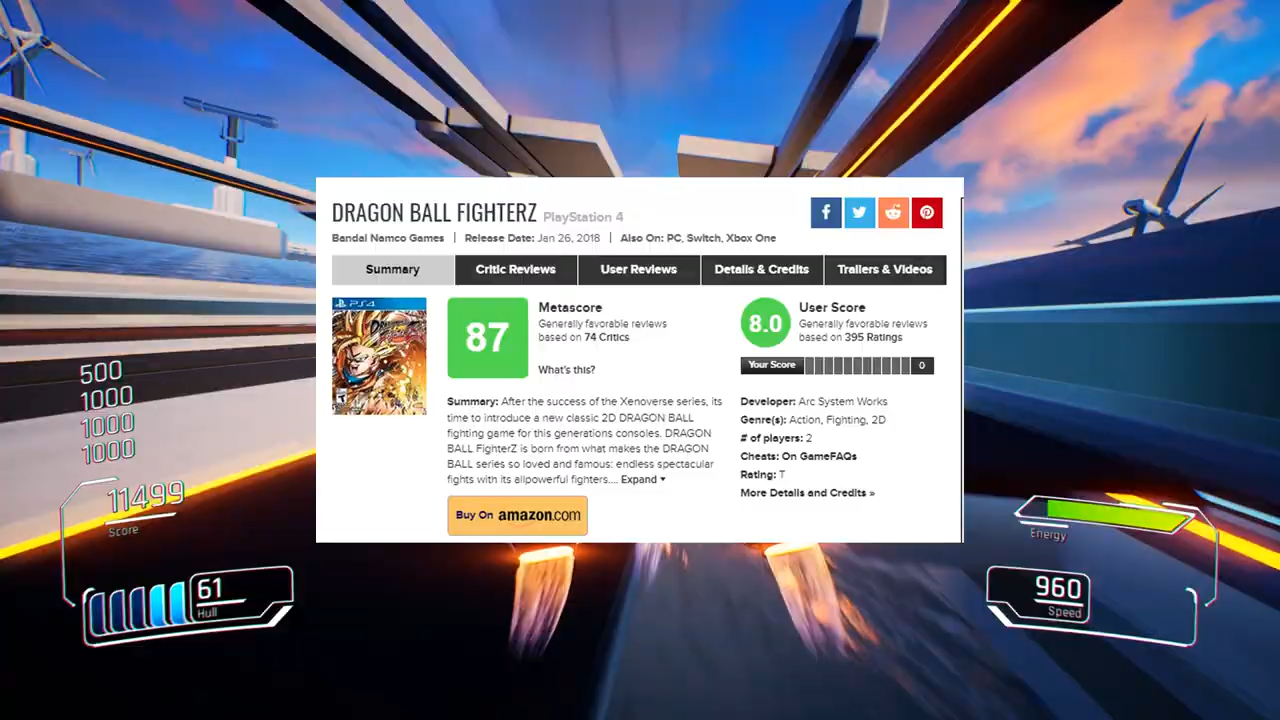 DRAGON BALL FIGHTERZ PlayStation 4
Bandai Namco Games | Release Date: Jan 26, 2018 | Also On: PC, Switch, Xbox One
Summary Critic Reviews User Reviews Details & Credits Trailers & Videos
PS4
87
Metascore
Generally favorable reviews
based on 74 Critics
What's this?
8.0
User Score
Generally favorable reviews
based on 395 Ratings
Your Score 0
Summary: After the success of the Xenoverse series, its
time to introduce a new classic 2D DRAGON BALL
fighting game for this generations consoles. DRAGON
BALL FighterZ is born from what makes the DRAGON
BALL series so loved and famous: endless spectacular
fights with its allpowerful fighters.... Expand
Buy On amazon.com
Developer: Arc System Works
Genre(s): Action, Fighting, 2D
# of players: 2
Cheats: On GameFAQs
Rating: T
More Details and Credits »
500
1000
1000
1000
11499
Score
61
Hull
Energy
960
Speed